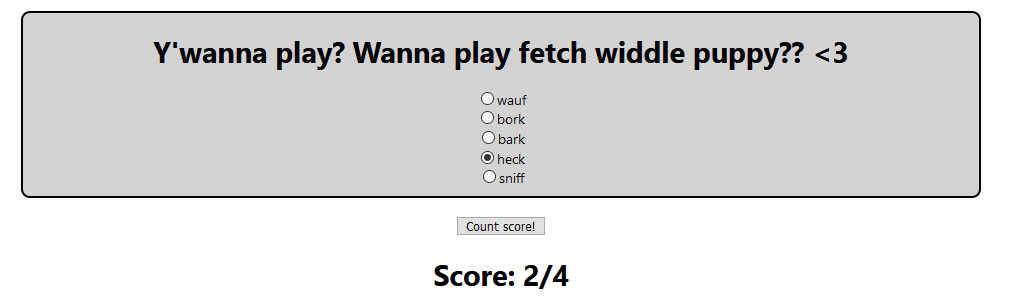 Y'wanna play? Wanna play fetch widdle puppy?? <3
wauf
bork
bark
heck
sniff
Count score!
Score: 2/4